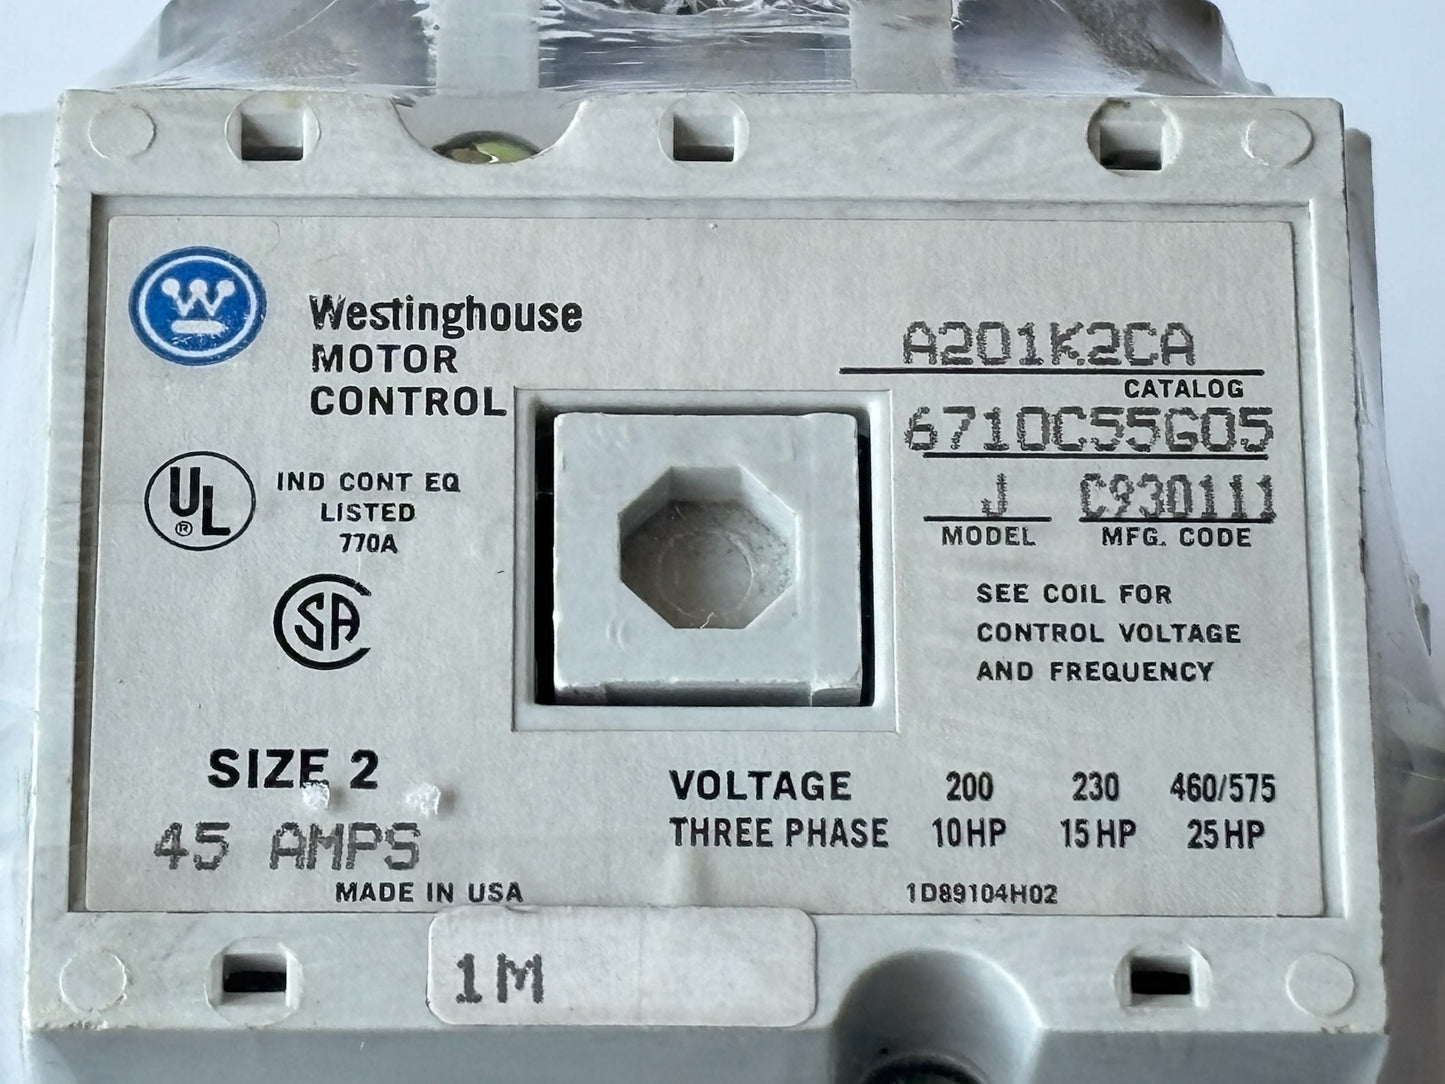 W
Westinghouse
MOTOR
CONTROL
UL
®
IND CONT EQ
LISTED
770A
SA
SIZE 2
45 AMPS
MADE IN USA
A201K2CA
CATALOG
6710C55G05
J C930111
MODEL MFG. CODE
SEE COIL FOR
CONTROL VOLTAGE
AND FREQUENCY
VOLTAGE 200 230 460/575
THREE PHASE 10HP 15HP 25HP
1D89104H02
1M